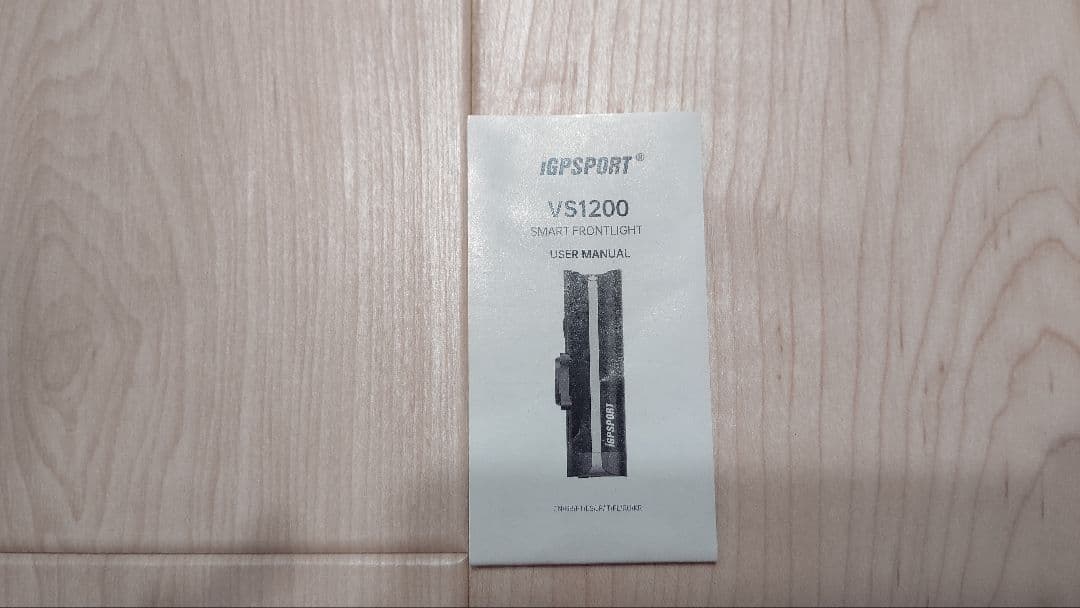 iGPSPORT®
VS1200
SMART FRONTLIGHT
USER MANUAL
iGPSPORT